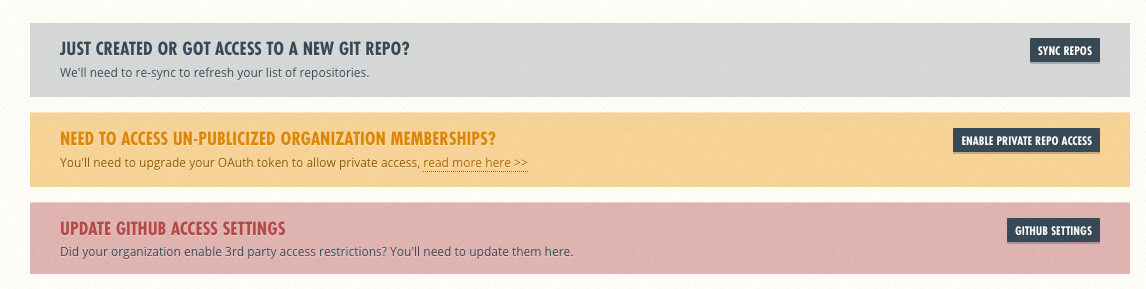 JUST CREATED OR GOT ACCESS TO A NEW GIT REPO?
SYNC REPOS
We'll need to re-sync to refresh your list of repositories.
NEED TO ACCESS UN-PUBLICIZED ORGANIZATION MEMBERSHIPS?
ENABLE PRIVATE REPO ACCESS
You'll need to upgrade your OAuth token to allow private access, read more here >>
UPDATE GITHUB ACCESS SETTINGS
GITHUB SETTINGS
Did your organization enable 3rd party access restrictions? You'll need to update them here.